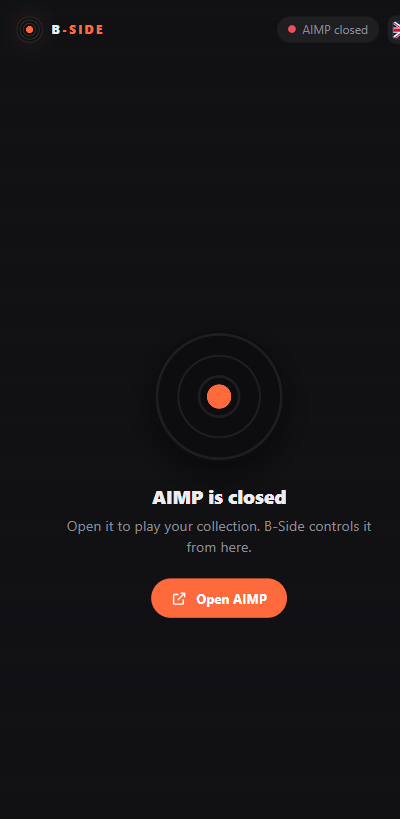 B-SIDE
AIMP closed
AIMP is closed
Open it to play your collection. B-Side controls it
from here.
Open AIMP